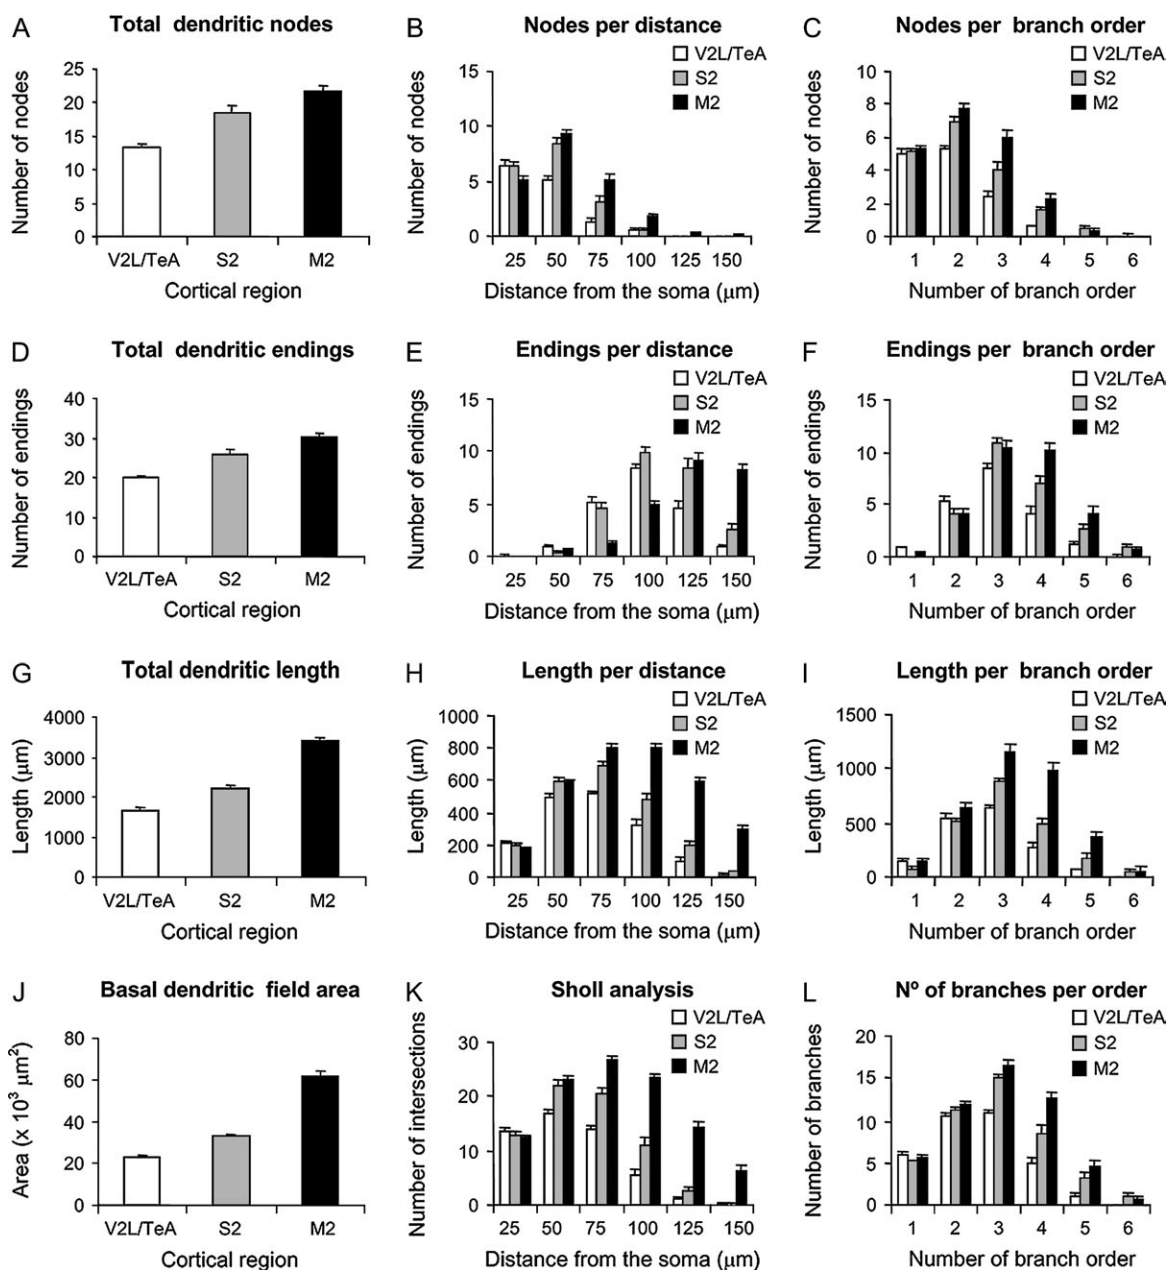 A Total dendritic nodes
Number of nodes
25
20
15
10
5
0
V2L/TeA S2 M2
Cortical region
B Nodes per distance
V2L/TeA
S2
M2
Number of nodes
15
10
5
0
25 50 75 100 125 150
Distance from the soma (μm)
C Nodes per branch order
V2L/TeA
S2
M2
Number of nodes
10
8
6
4
2
0
1 2 3 4 5 6
Number of branch order
D Total dendritic endings
Number of endings
40
30
20
10
0
V2L/TeA S2 M2
Cortical region
E Endings per distance
V2L/TeA
S2
M2
Number of endings
15
10
5
0
25 50 75 100 125 150
Distance from the soma (μm)
F Endings per branch order
V2L/TeA
S2
M2
Number of endings
15
10
5
0
1 2 3 4 5 6
Number of branch order
G Total dendritic length
Length (μm)
4000
3000
2000
1000
0
V2L/TeA S2 M2
Cortical region
H Length per distance
V2L/TeA
S2
M2
Length (μm)
1000
800
600
400
200
0
25 50 75 100 125 150
Distance from the soma (μm)
I Length per branch order
V2L/TeA
S2
M2
Length (μm)
1500
1000
500
0
1 2 3 4 5 6
Number of branch order
J Basal dendritic field area
Area (x 10³ μm²)
80
60
40
20
0
V2L/TeA S2 M2
Cortical region
K Sholl analysis
V2L/TeA
S2
M2
Number of intersections
30
20
10
0
25 50 75 100 125 150
Distance from the soma (μm)
L Nº of branches per order
V2L/TeA
S2
M2
Number of branches
20
15
10
5
0
1 2 3 4 5 6
Number of branch order